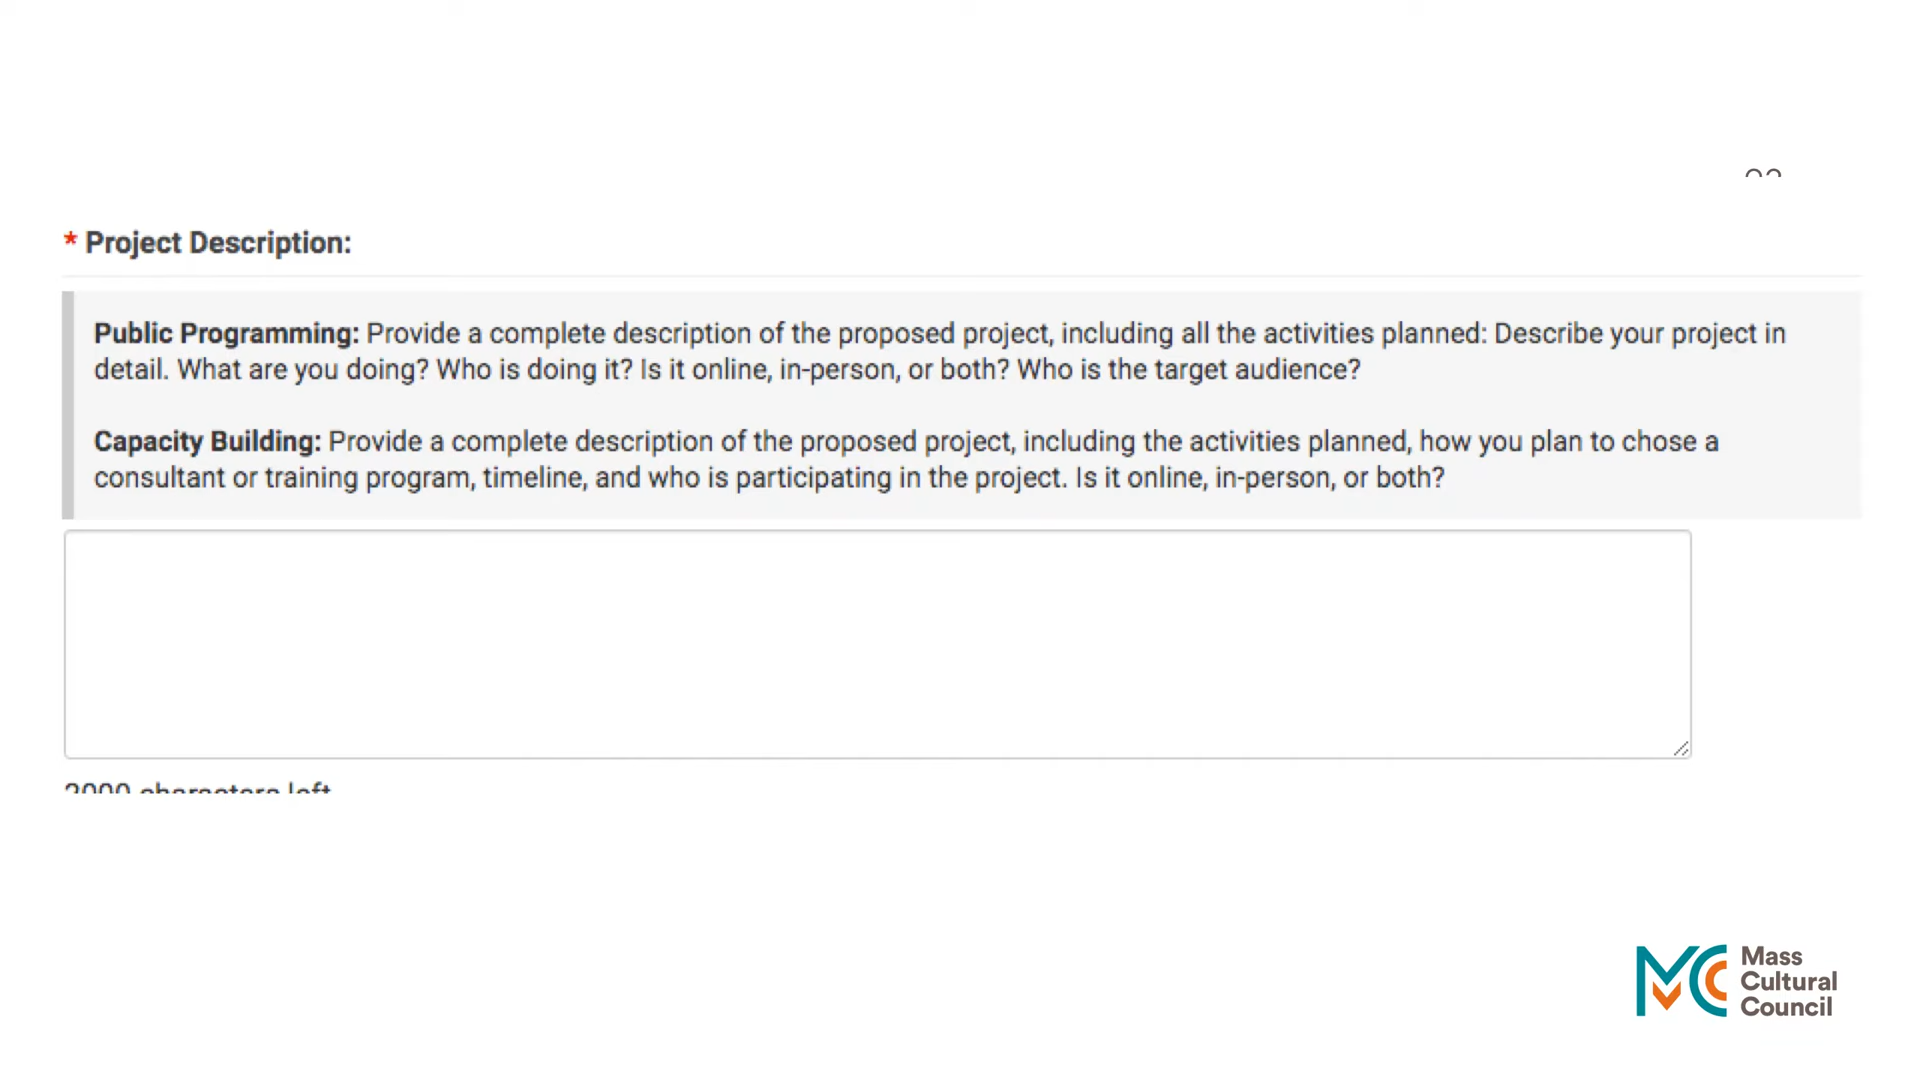 * Project Description:
Public Programming: Provide a complete description of the proposed project, including all the activities planned: Describe your project in
detail. What are you doing? Who is doing it? Is it online, in-person, or both? Who is the target audience?
Capacity Building: Provide a complete description of the proposed project, including the activities planned, how you plan to chose a
consultant or training program, timeline, and who is participating in the project. Is it online, in-person, or both?
characters left
Mass
Cultural
Council